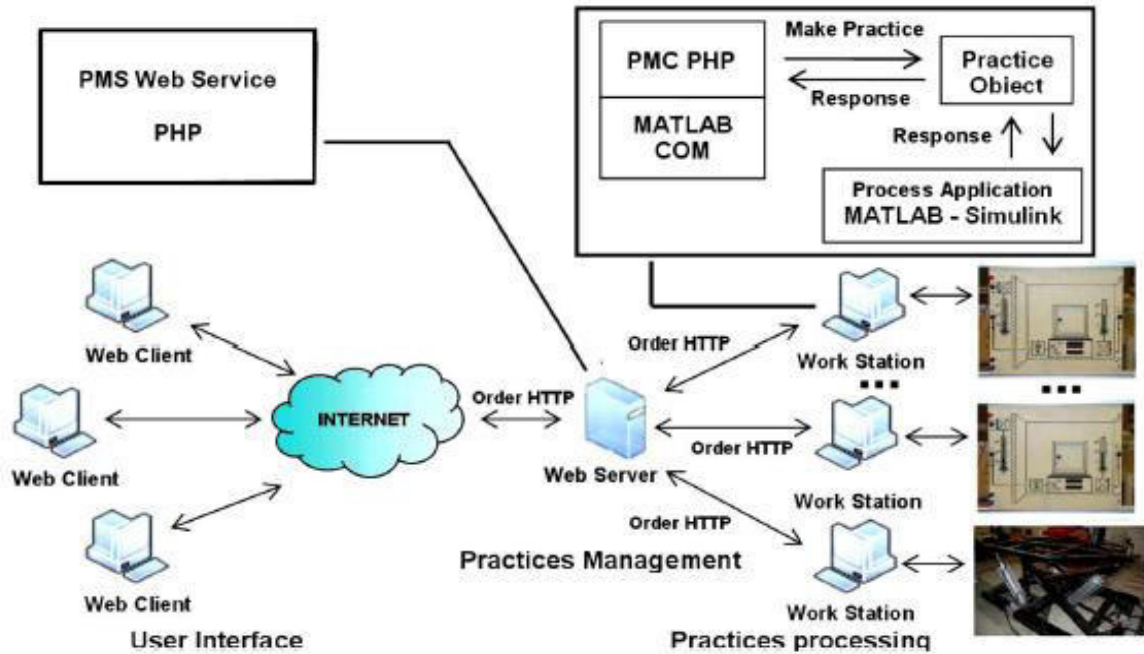 PMS Web Service
PHP
PMC PHP
MATLAB
COM
Make Practice
Response
Practice
Obiect
Response
Process Application
MATLAB - Simulink
Web Client
Web Client
Web Client
INTERNET
Order HTTP
Web Server
Order HTTP
Order HTTP
Order HTTP
Work Station
...
...
Work Station
Work Station
User Interface
Practices Management
Practices processing